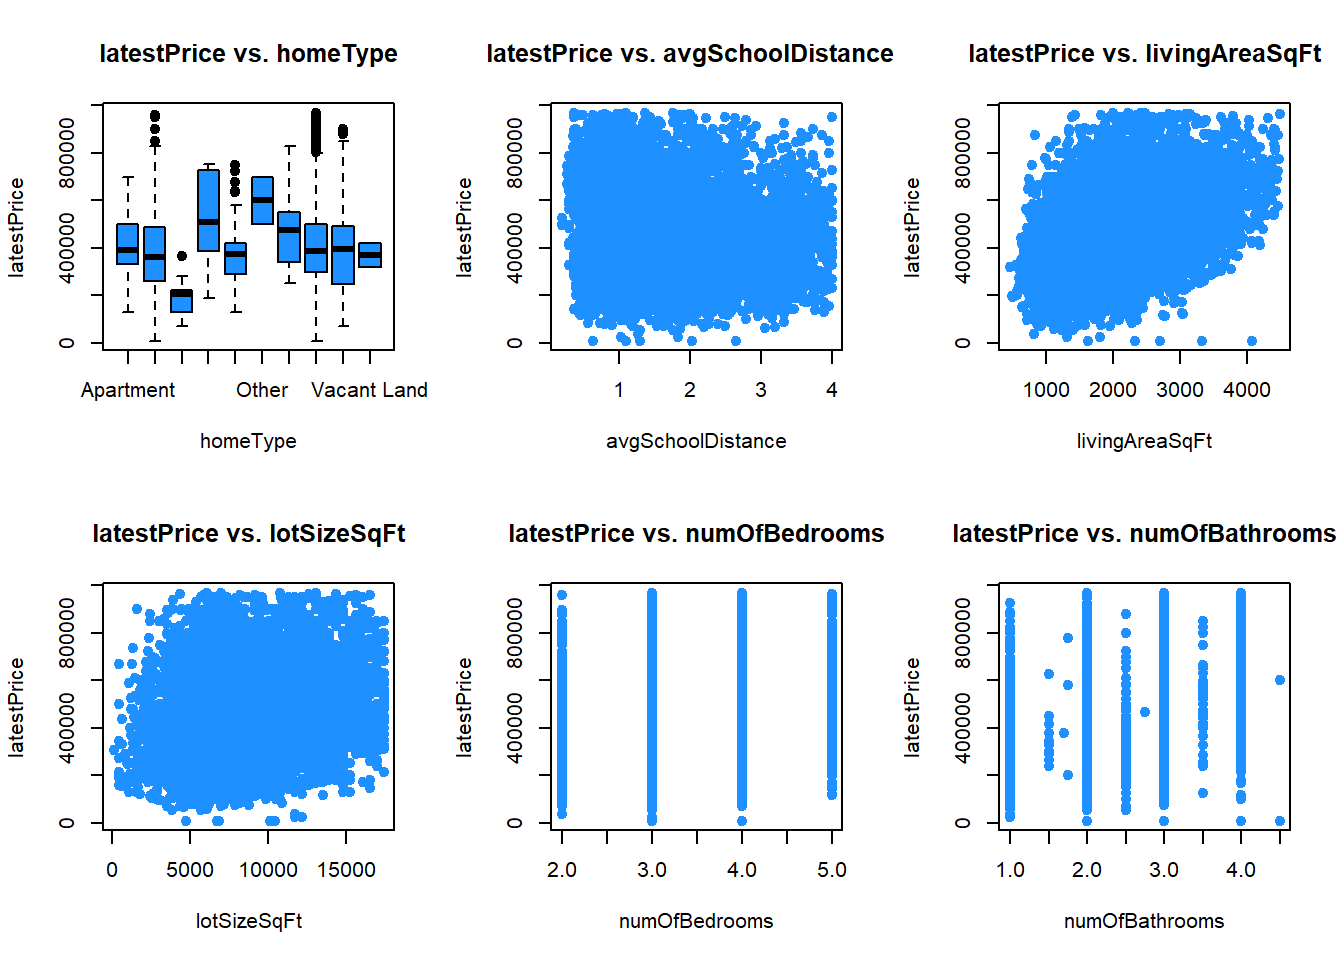 latestPrice vs. homeType
latestPrice
0
400000
800000
Apartment
Other
Vacant Land
homeType
latestPrice vs. avgSchoolDistance
latestPrice
0
400000
800000
1
2
3
4
avgSchoolDistance
latestPrice vs. livingAreaSqFt
latestPrice
0
400000
800000
1000
2000
3000
4000
livingAreaSqFt
latestPrice vs. lotSizeSqFt
latestPrice
0
400000
800000
0
5000
10000
15000
lotSizeSqFt
latestPrice vs. numOfBedrooms
latestPrice
0
400000
800000
2.0
3.0
4.0
5.0
numOfBedrooms
latestPrice vs. numOfBathrooms
latestPrice
0
400000
800000
1.0
2.0
3.0
4.0
numOfBathrooms